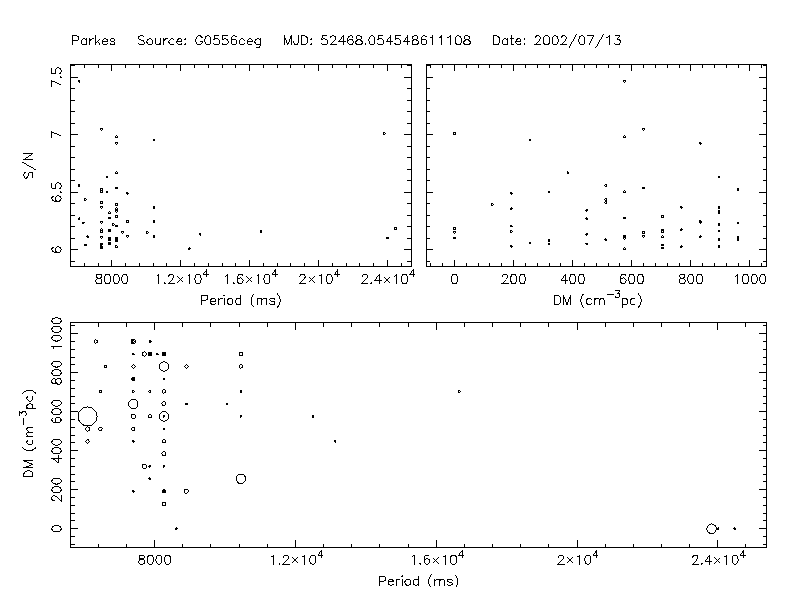 Parkes Source: G0556ceg MJD: 52468.054548611108 Date: 2002/07/13
7.5
7
6.5
6
S/N
8000 1.2×10⁴ 1.6×10⁴ 2×10⁴ 2.4×10⁴
Period (ms)
0 200 400 600 800 1000
DM (cm⁻³pc)
1000
800
600
400
200
0
DM (cm⁻³pc)
8000 1.2×10⁴ 1.6×10⁴ 2×10⁴ 2.4×10⁴
Period (ms)